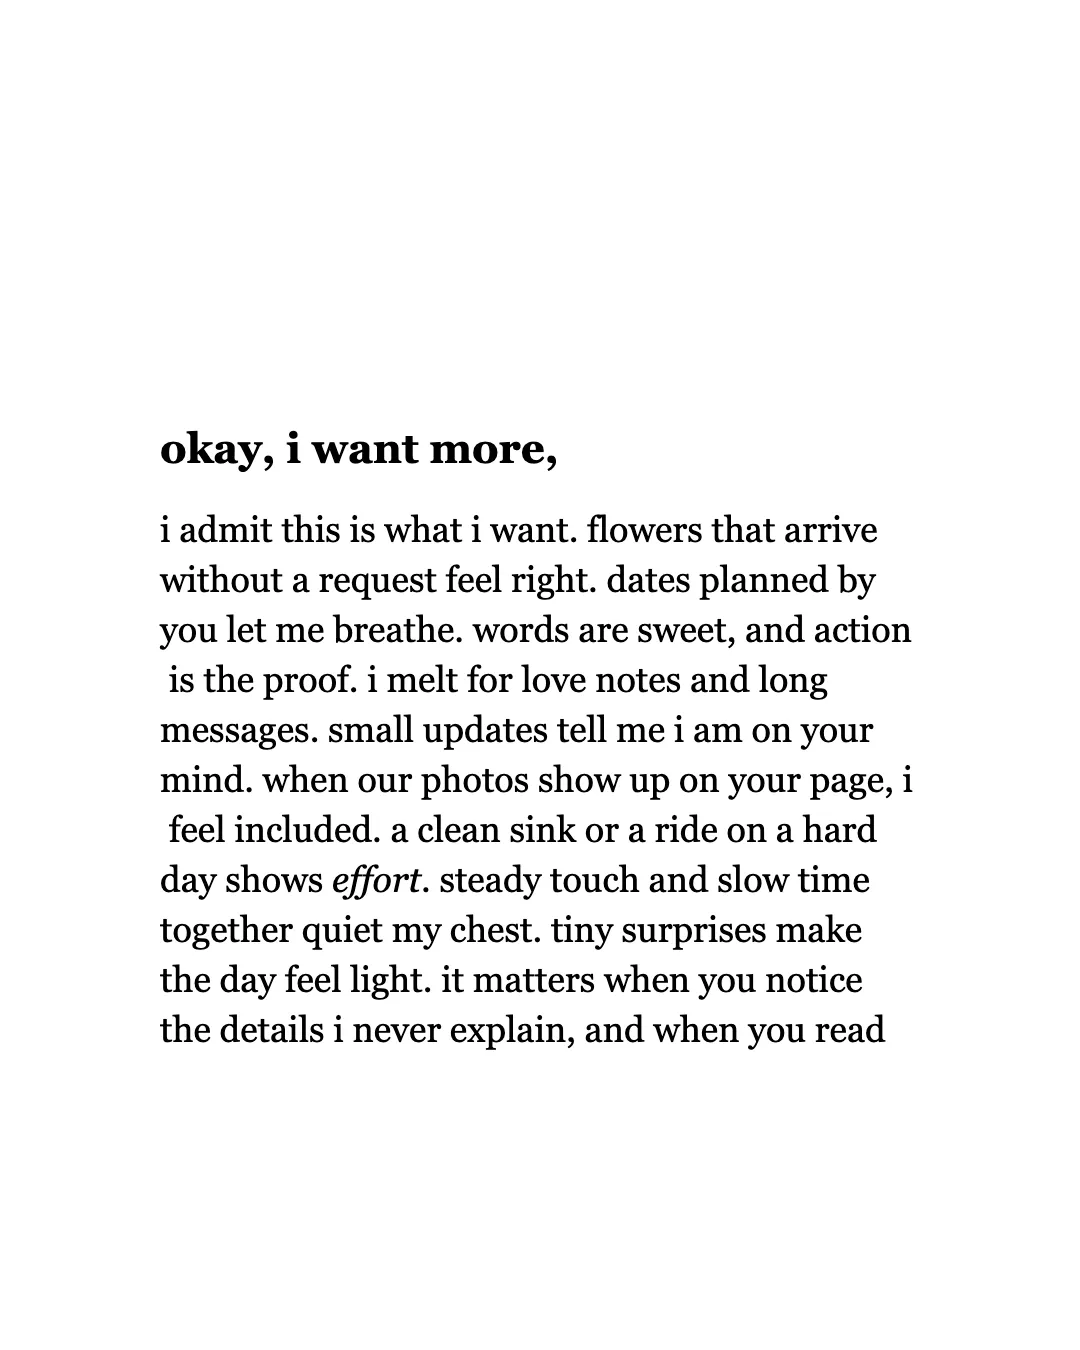 okay, i want more,
i admit this is what i want. flowers that arrive
without a request feel right. dates planned by
you let me breathe. words are sweet, and action
is the proof. i melt for love notes and long
messages. small updates tell me i am on your
mind. when our photos show up on your page, i
feel included. a clean sink or a ride on a hard
day shows effort. steady touch and slow time
together quiet my chest. tiny surprises make
the day feel light. it matters when you notice
the details i never explain, and when you read